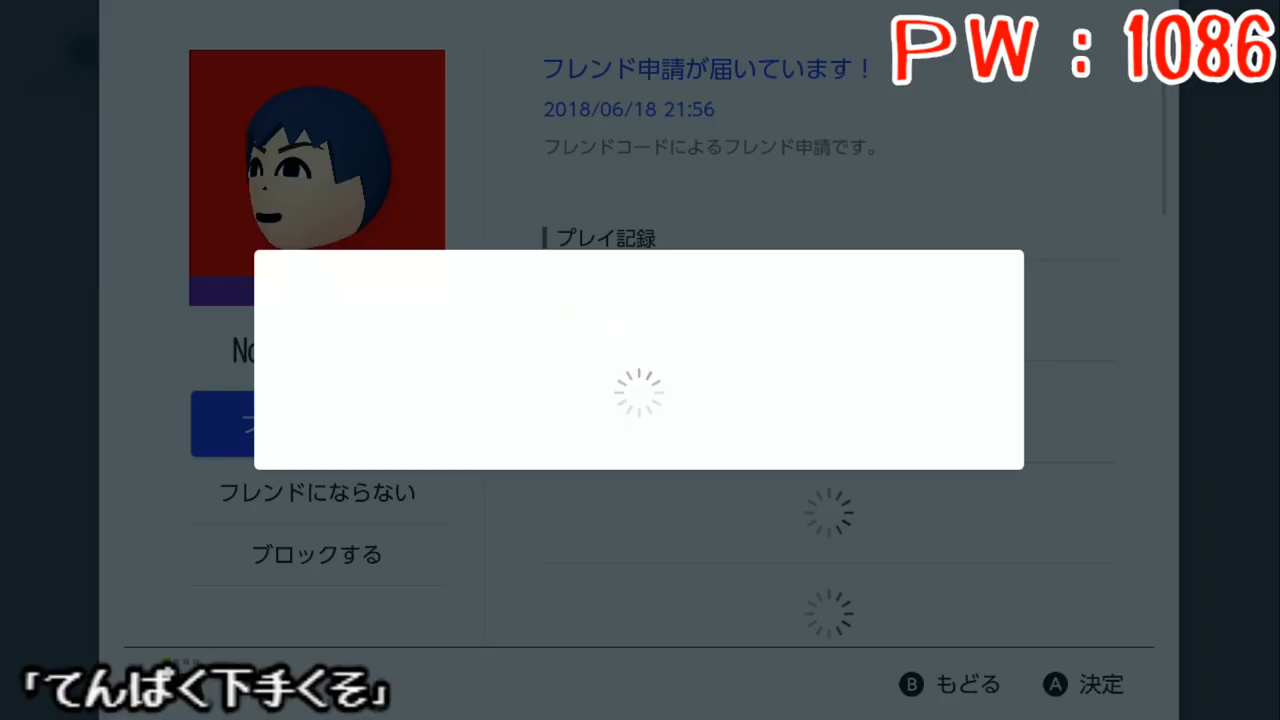 PW：1086
フレンド申請が届いています！
2018/06/18 21:56
フレンドコードによるフレンド申請です。
プレイ記録
フレンドにならない
ブロックする
「てんばく下手くそ」
B もどる A 決定